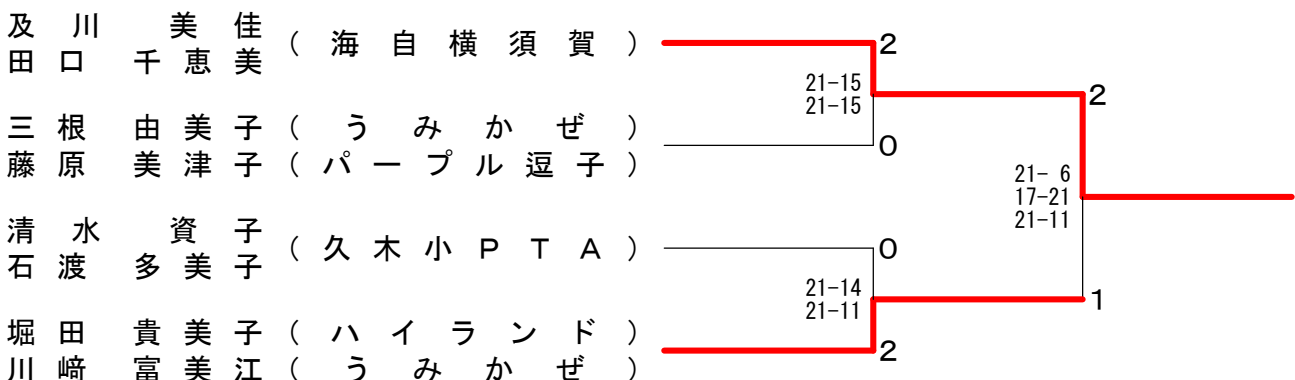 及川 美佳
田口 千恵美
(海自横須賀)
三根 由美子(うみかぜ)
藤原 美津子(パープル逗子)
清水 資子
石渡 多美子
(久木小PTA)
堀田 貴美子(ハイランド)
川﨑 富美江(うみかぜ)
2
21-15
21-15
0
0
21-14
21-11
2
2
21- 6
17-21
21-11
1